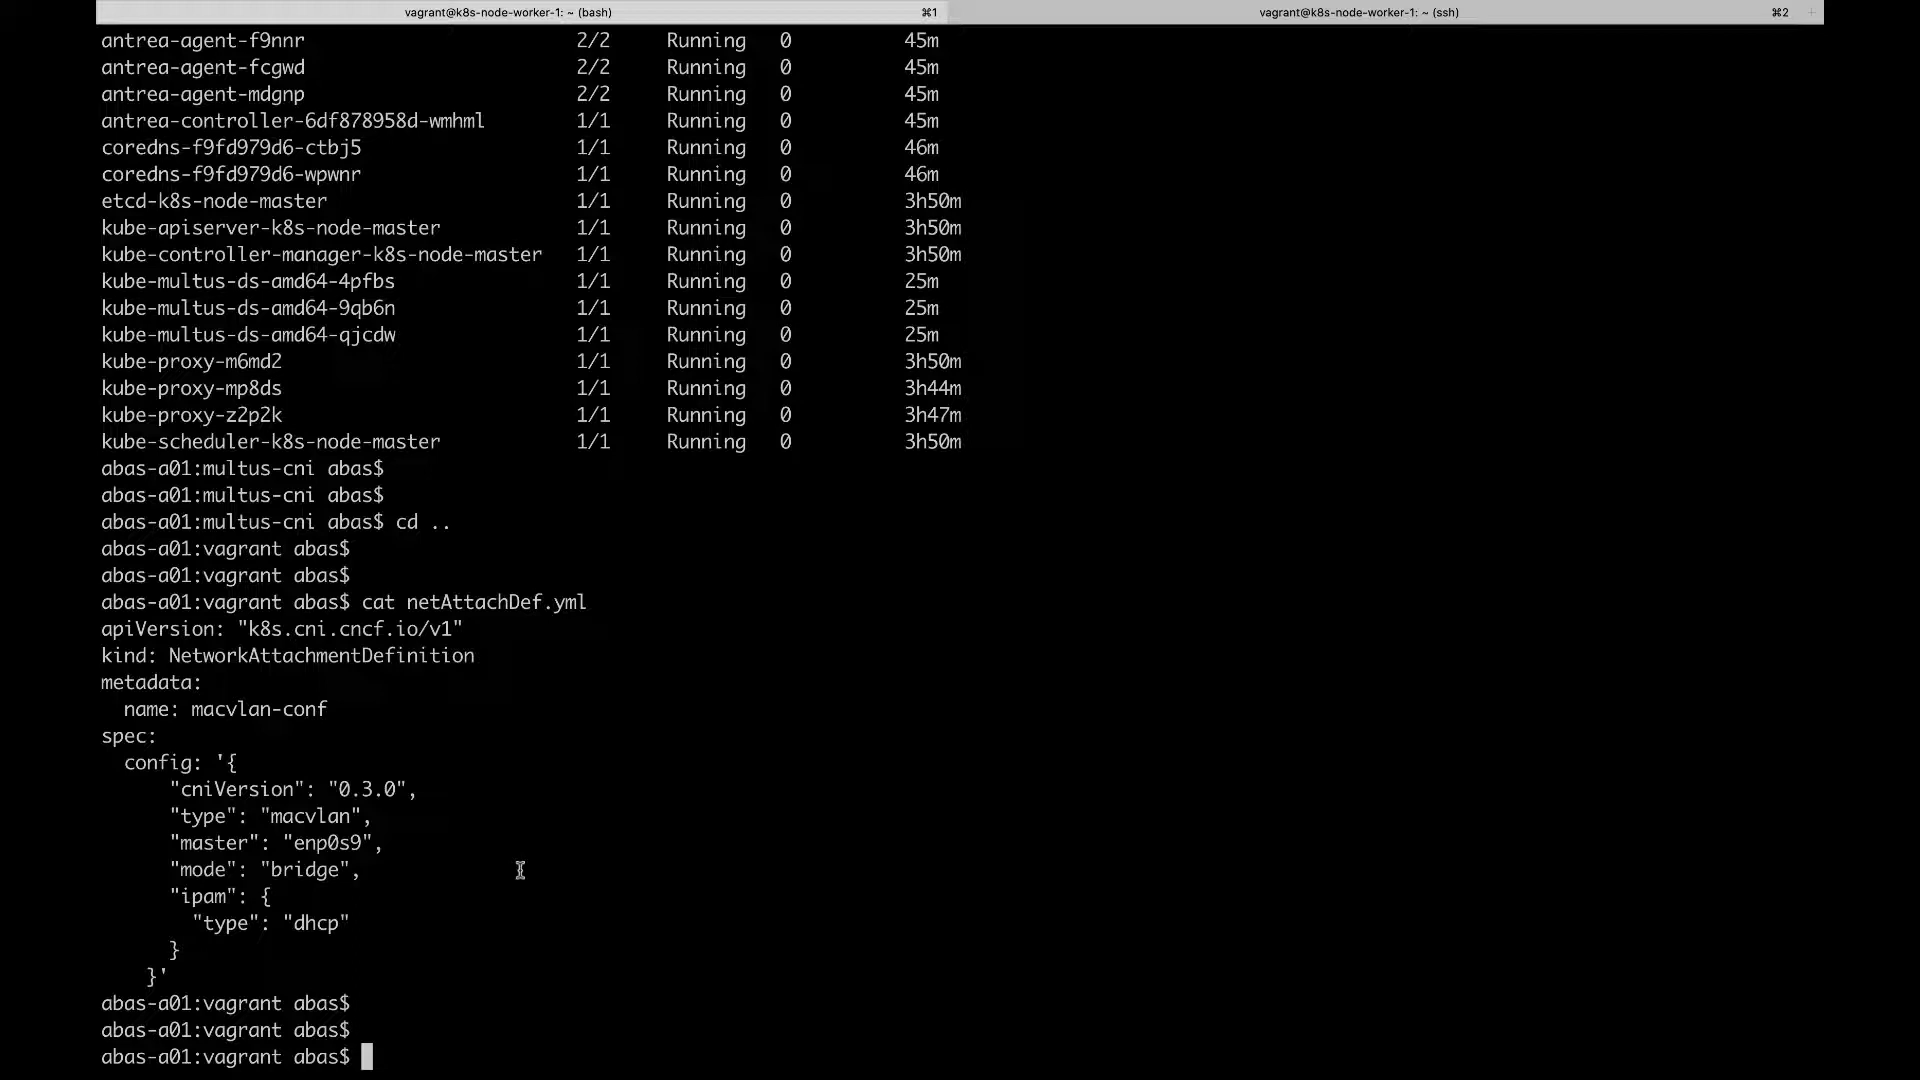 vagrant@k8s-node-worker-1: ~ (bash) ⌘1 vagrant@k8s-node-worker-1: ~ (ssh) ⌘2 +
antrea-agent-f9nnr 2/2 Running 0 45m
antrea-agent-fcgwd 2/2 Running 0 45m
antrea-agent-mdgnp 2/2 Running 0 45m
antrea-controller-6df878958d-wmhml 1/1 Running 0 45m
coredns-f9fd979d6-ctbj5 1/1 Running 0 46m
coredns-f9fd979d6-wpwnr 1/1 Running 0 46m
etcd-k8s-node-master 1/1 Running 0 3h50m
kube-apiserver-k8s-node-master 1/1 Running 0 3h50m
kube-controller-manager-k8s-node-master 1/1 Running 0 3h50m
kube-multus-ds-amd64-4pfbs 1/1 Running 0 25m
kube-multus-ds-amd64-9qb6n 1/1 Running 0 25m
kube-multus-ds-amd64-qjcdw 1/1 Running 0 25m
kube-proxy-m6md2 1/1 Running 0 3h50m
kube-proxy-mp8ds 1/1 Running 0 3h44m
kube-proxy-z2p2k 1/1 Running 0 3h47m
kube-scheduler-k8s-node-master 1/1 Running 0 3h50m
abas-a01:multus-cni abas$
abas-a01:multus-cni abas$
abas-a01:multus-cni abas$ cd ..
abas-a01:vagrant abas$
abas-a01:vagrant abas$
abas-a01:vagrant abas$ cat netAttachDef.yml
apiVersion: "k8s.cni.cncf.io/v1"
kind: NetworkAttachmentDefinition
metadata:
  name: macvlan-conf
spec:
  config: '{
      "cniVersion": "0.3.0",
      "type": "macvlan",
      "master": "enp0s9",
      "mode": "bridge",
      "ipam": {
        "type": "dhcp"
      }
    }'
abas-a01:vagrant abas$
abas-a01:vagrant abas$
abas-a01:vagrant abas$